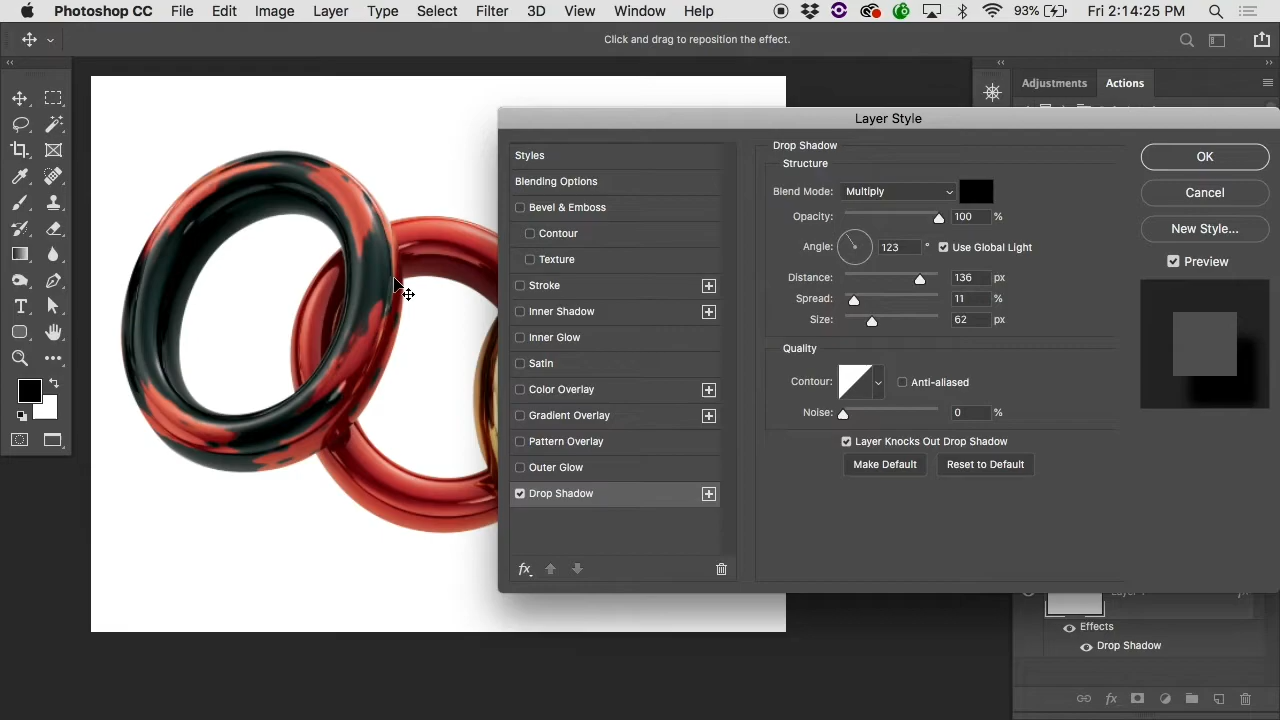 Photoshop CC File Edit Image Layer Type Select Filter 3D View Window Help 93% Fri 2:14:25 PM
Click and drag to reposition the effect.
Adjustments Actions
Layer Style
Styles
Blending Options
Bevel & Emboss
Contour
Texture
Stroke
Inner Shadow
Inner Glow
Satin
Color Overlay
Gradient Overlay
Pattern Overlay
Outer Glow
Drop Shadow
fx
Drop Shadow
Structure
Blend Mode: Multiply
Opacity: 100 %
Angle: 123 ° Use Global Light
Distance: 136 px
Spread: 11 %
Size: 62 px
Quality
Contour: Anti-aliased
Noise: 0 %
Layer Knocks Out Drop Shadow
Make Default Reset to Default
OK
Cancel
New Style...
Preview
T
Effects
Drop Shadow
fx